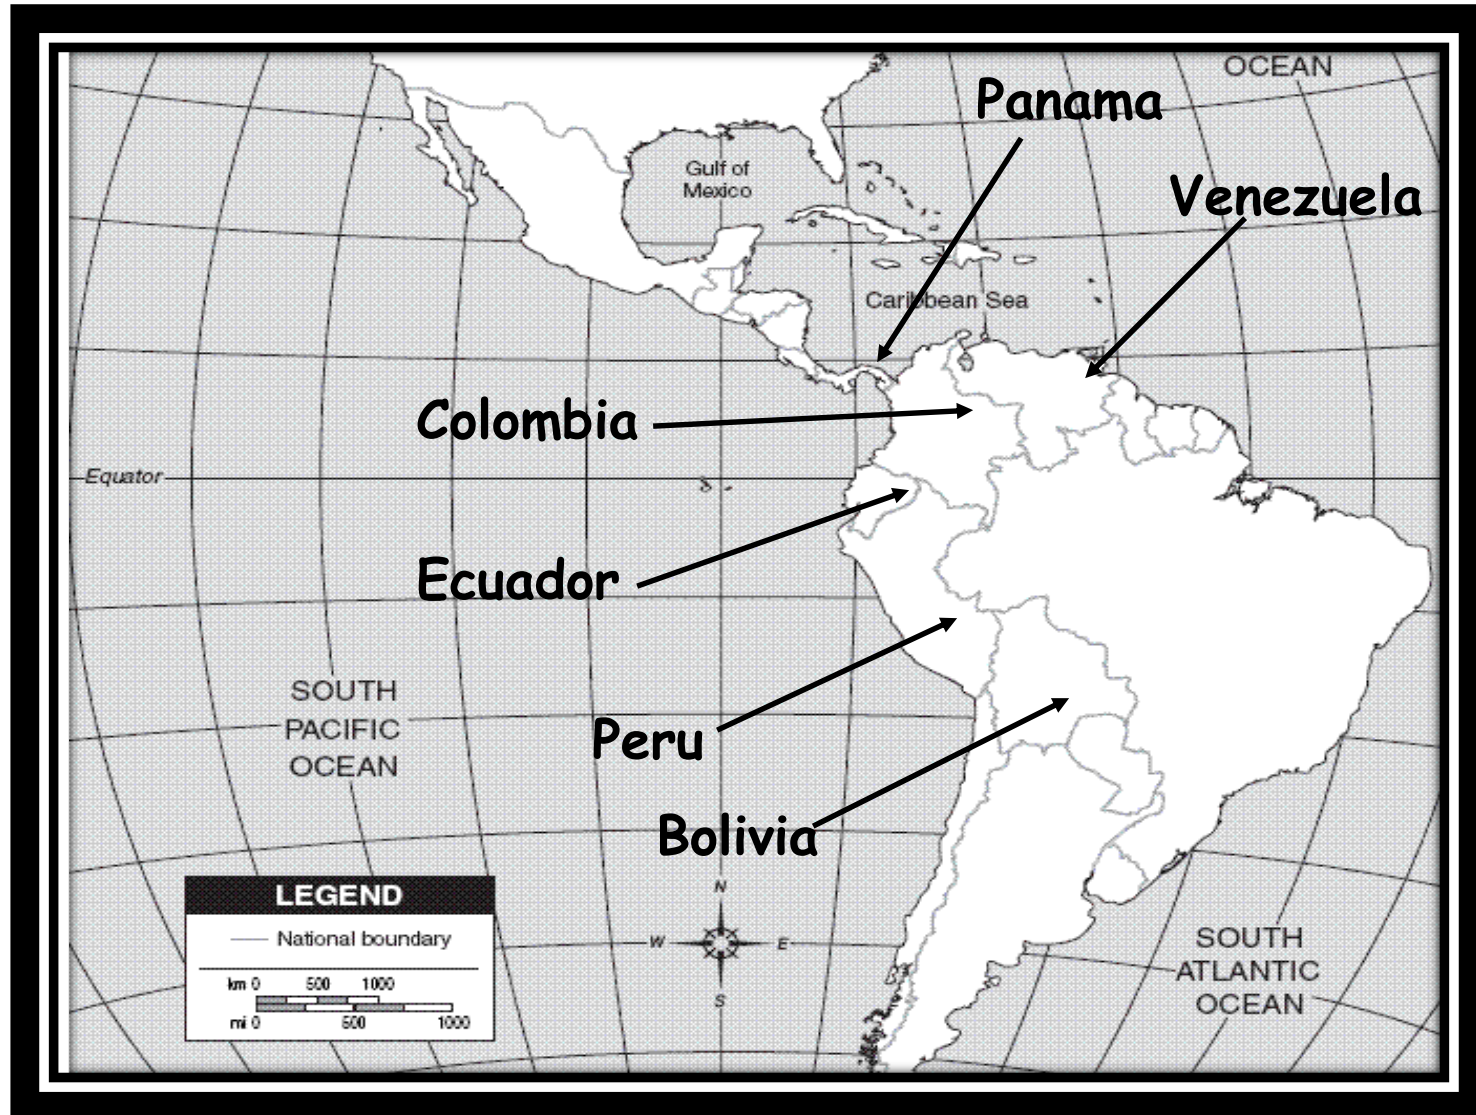 OCEAN
Panama
Gulf of
Mexico
Venezuela
Caribbean Sea
Colombia
Equator
Ecuador
SOUTH
PACIFIC
OCEAN
Peru
Bolivia
N
W E
S
LEGEND
National boundary
km 0 500 1000
mi 0 500 1000
SOUTH
ATLANTIC
OCEAN